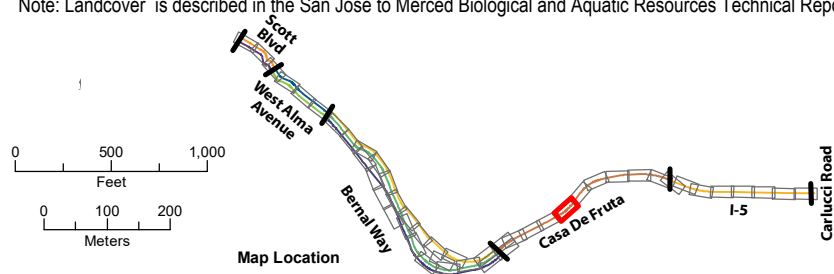 Note: Landcover is described in the San Jose to Merced Biological and Aquatic Resources Technical Repo
Scott
Blvd
West Alma
Avenue
0 500 1,000
Feet
0 100 200
Meters
Bernal Way
Map Location
Casa De Fruta
I-5
Carlucci Road